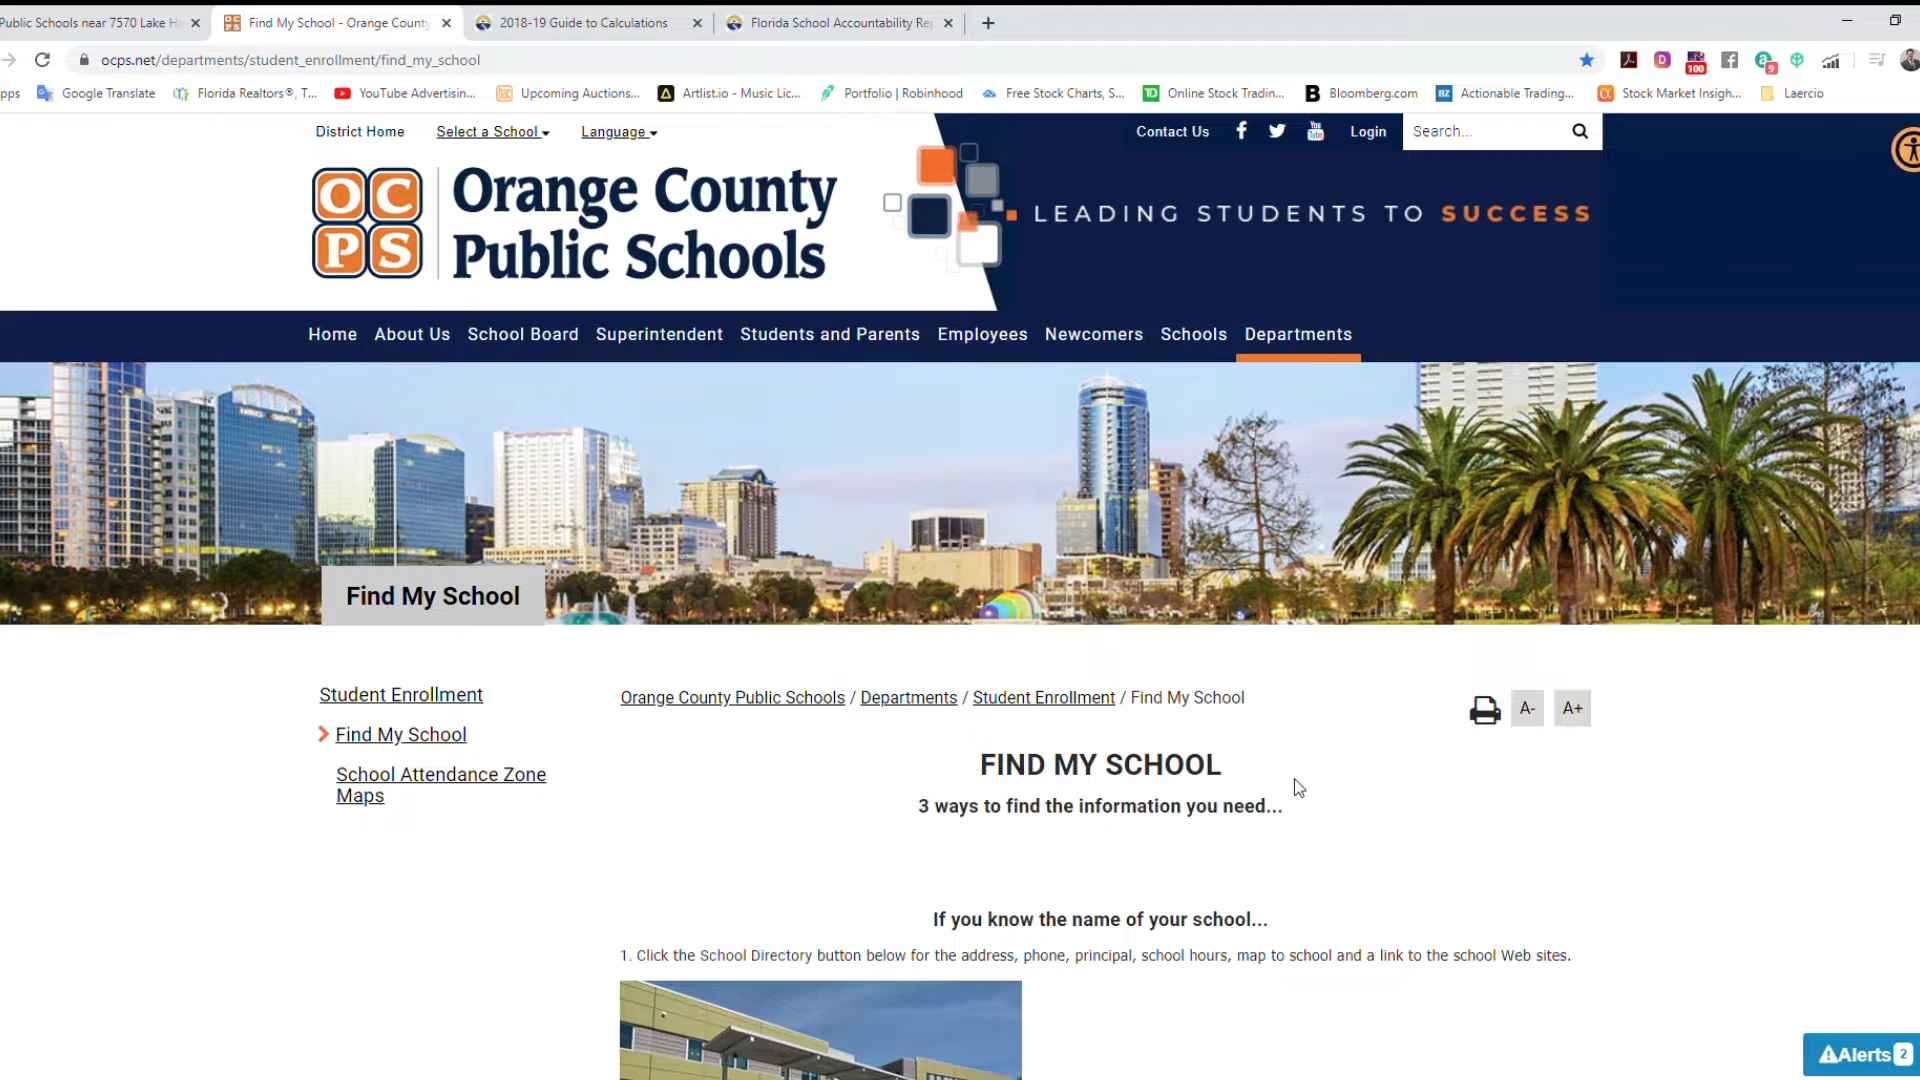 Public Schools near 7570 Lake H
Find My School - Orange County
2018-19 Guide to Calculations
Florida School Accountability Re
ocps.net/departments/student_enrollment/find_my_school
100
9
Google Translate
Florida Realtors®, T...
YouTube Advertisin...
Upcoming Auctions...
Artlist.io - Music Lic...
Portfolio | Robinhood
Free Stock Charts, S...
Online Stock Tradin...
Bloomberg.com
Actionable Trading...
Stock Market Insigh...
Laercio
District Home
Select a School
Language
Contact Us
Login
Search...
OCPS
Orange County
Public Schools
LEADING STUDENTS TO SUCCESS
Home
About Us
School Board
Superintendent
Students and Parents
Employees
Newcomers
Schools
Departments
Find My School
Student Enrollment
Find My School
School Attendance Zone
Maps
Orange County Public Schools / Departments / Student Enrollment / Find My School
A-
A+
FIND MY SCHOOL
3 ways to find the information you need...
If you know the name of your school...
1. Click the School Directory button below for the address, phone, principal, school hours, map to school and a link to the school Web sites.
Alerts 2